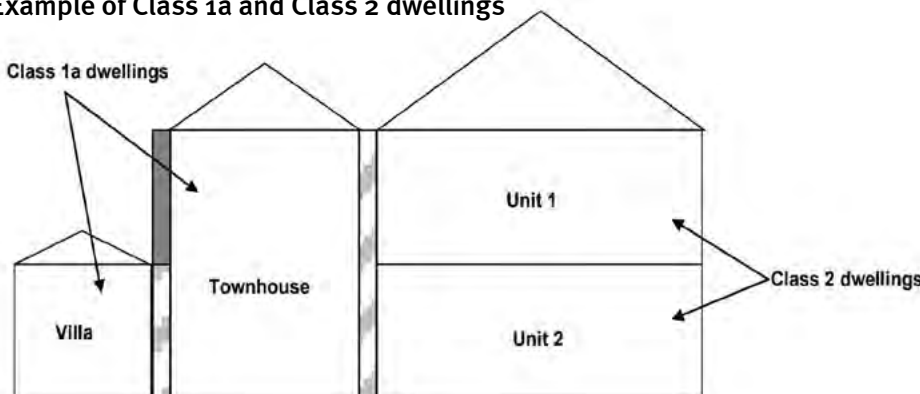 Example of Class 1a and Class 2 dwellings
Class 1a dwellings
Unit 1
Townhouse
Class 2 dwellings
Villa
Unit 2